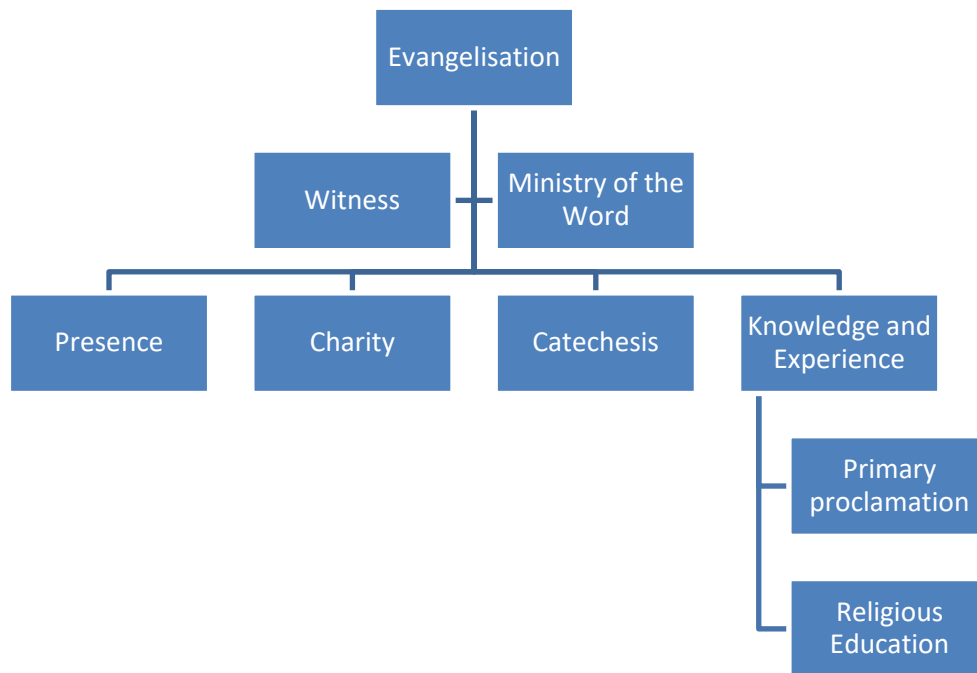 Evangelisation
Witness
Ministry of the
Word
Presence
Charity
Catechesis
Knowledge and
Experience
Primary
proclamation
Religious
Education